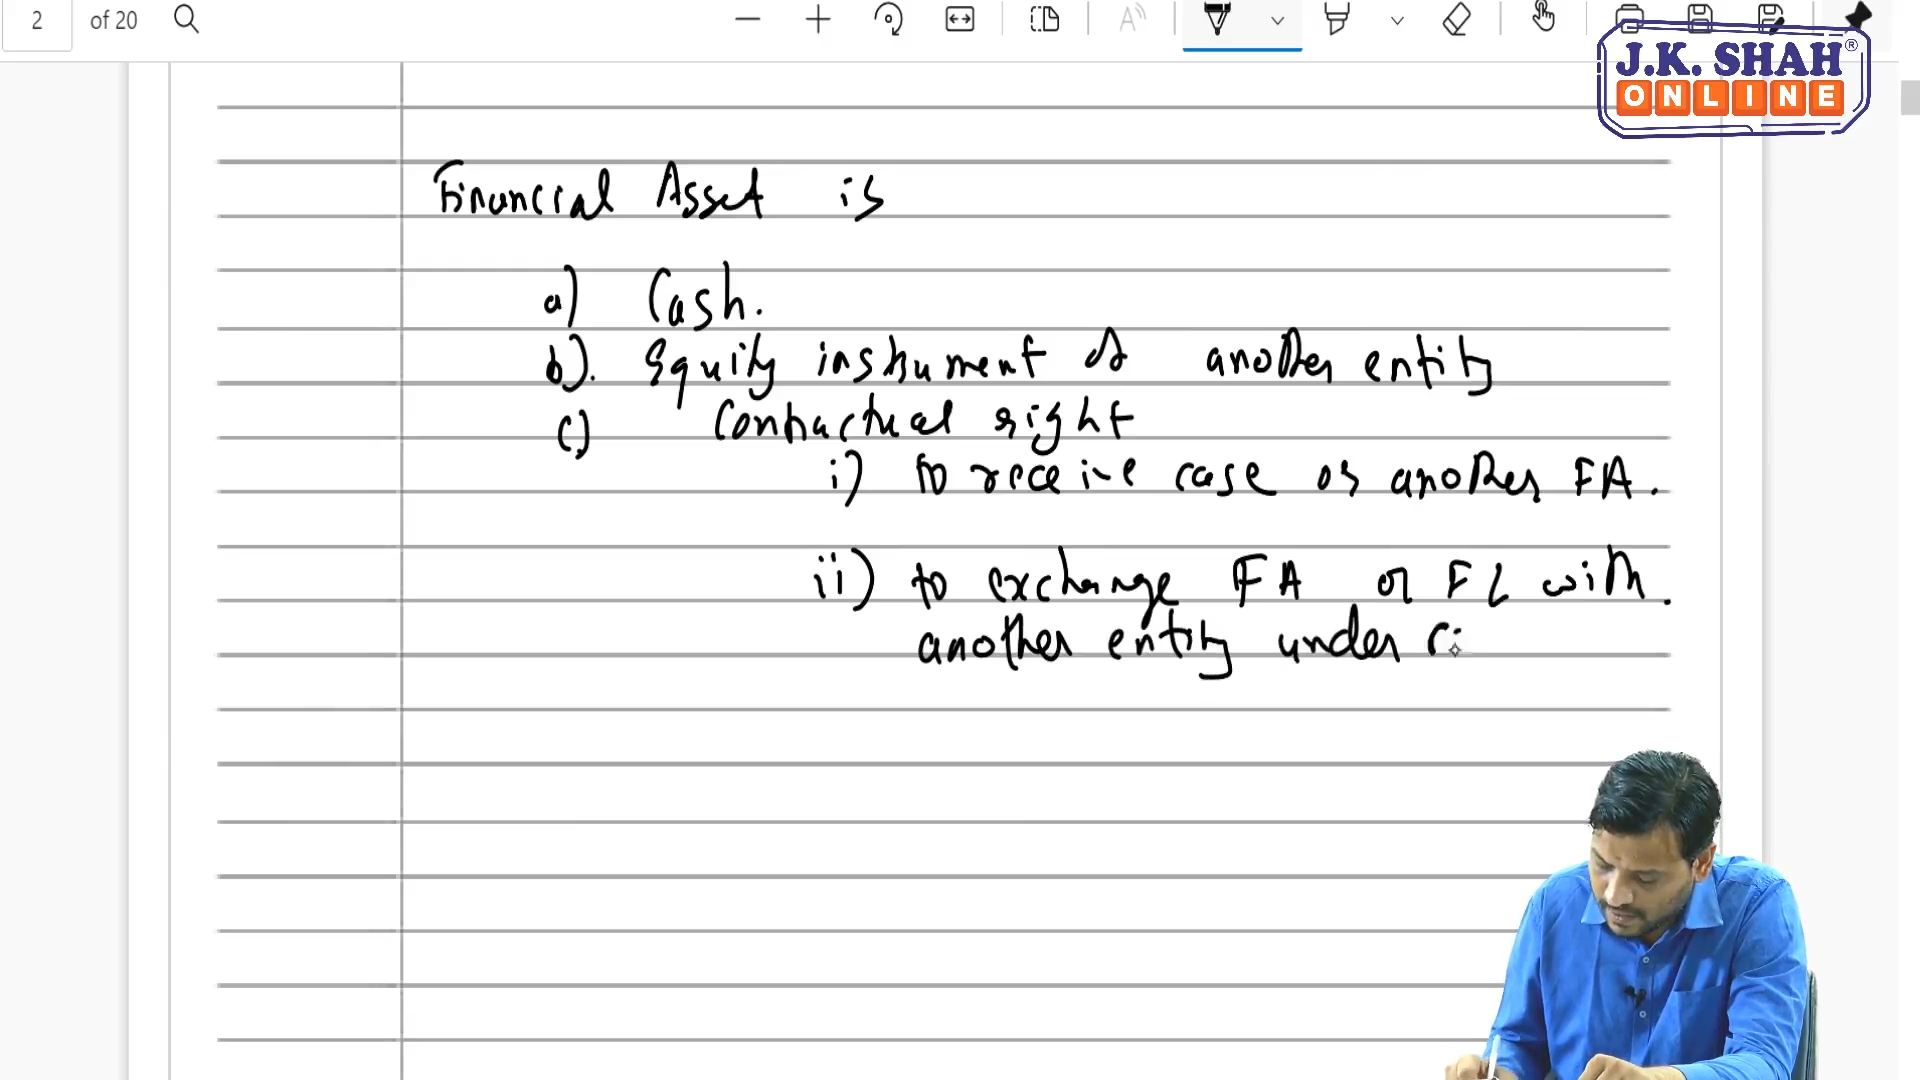 2 of 20
J.K. SHAH®
ONLINE
Financial Asset is
a) Cash.
b). Equity instrument of another entity
c) Contractual right
i) to receive case or another FA.
ii) to exchange FA or FL with
another entity under